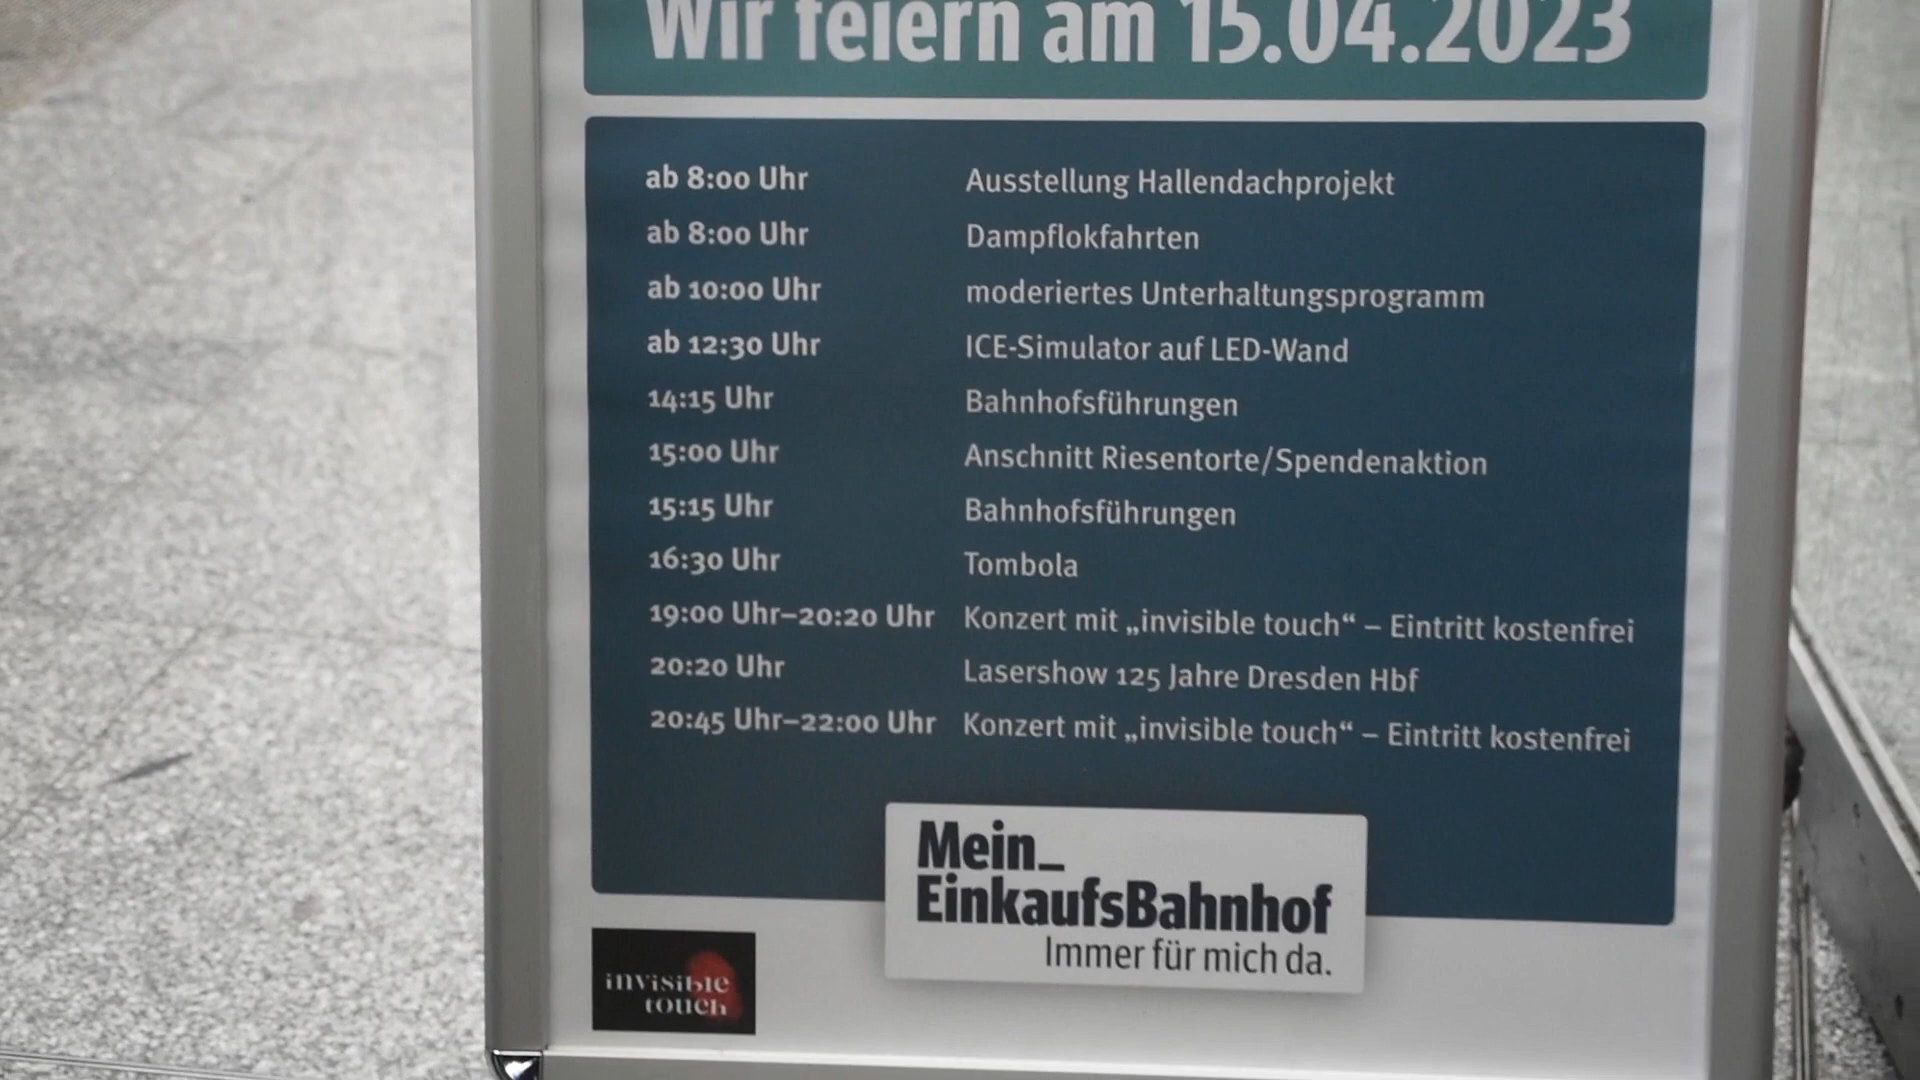 Wir feiern am 15.04.2023
ab 8:00 Uhr Ausstellung Hallendachprojekt
ab 8:00 Uhr Dampflokfahrten
ab 10:00 Uhr moderiertes Unterhaltungsprogramm
ab 12:30 Uhr ICE-Simulator auf LED-Wand
14:15 Uhr Bahnhofsführungen
15:00 Uhr Anschnitt Riesentorte/Spendenaktion
15:15 Uhr Bahnhofsführungen
16:30 Uhr Tombola
19:00 Uhr–20:20 Uhr Konzert mit „invisible touch“ – Eintritt kostenfrei
20:20 Uhr Lasershow 125 Jahre Dresden Hbf
20:45 Uhr–22:00 Uhr Konzert mit „invisible touch“ – Eintritt kostenfrei
Mein_
EinkaufsBahnhof
Immer für mich da.
invisible
touch